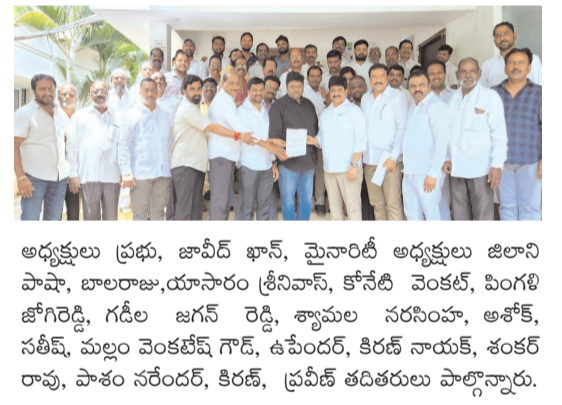 అధ్యక్షులు ప్రభు, జావీద్ ఖాన్, మైనారిటీ అధ్యక్షులు జిలాని
పాషా, బాలరాజు,యాసారం శ్రీనివాస్, కోనేటి వెంకట్, పింగళి
జోగిరెడ్డి, గడీల జగన్ రెడ్డి, శ్యామల నరసింహ, అశోక్,
సతీష్, మల్లం వెంకటేష్ గౌడ్, ఉపేందర్, కిరణ్ నాయక్, శంకర్
రావు, పాశం నరేందర్, కిరణ్, ప్రవీణ్ తదితరులు పాల్గొన్నారు.